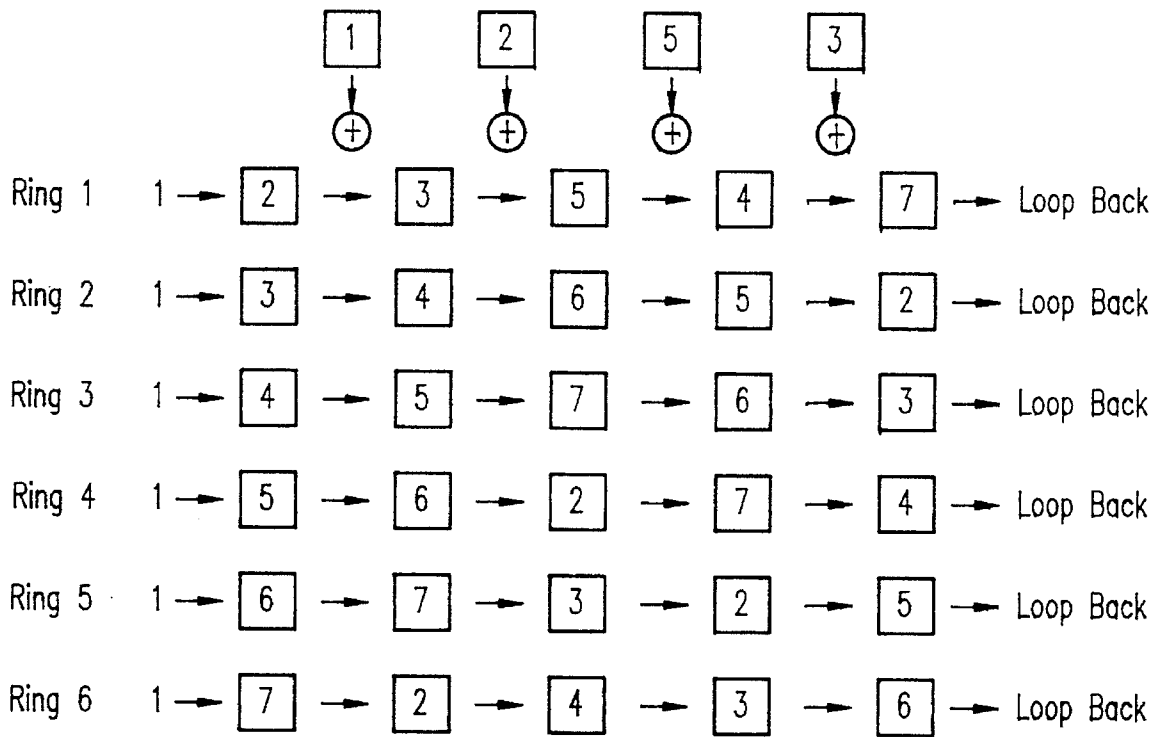 1 2 5 3
+ + + +
Ring 1 1 2 3 5 4 7 Loop Back
Ring 2 1 3 4 6 5 2 Loop Back
Ring 3 1 4 5 7 6 3 Loop Back
Ring 4 1 5 6 2 7 4 Loop Back
Ring 5 1 6 7 3 2 5 Loop Back
Ring 6 1 7 2 4 3 6 Loop Back